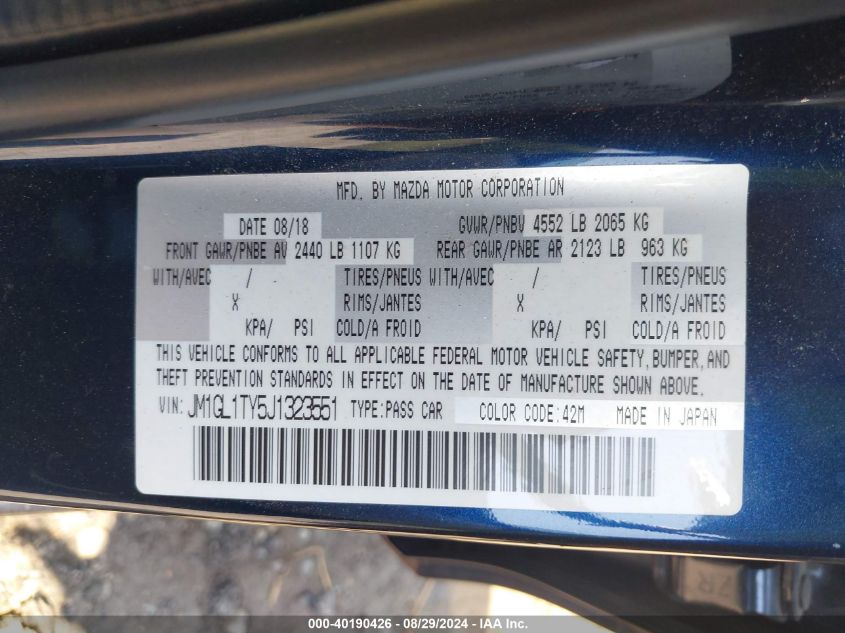 MFD. BY MAZDA MOTOR CORPORATION
DATE 08/18 GVWR/PNBV 4552 LB 2065 KG
FRONT GAWR/PNBE AV 2440 LB 1107 KG REAR GAWR/PNBE AR 2123 LB 963 KG
WITH/AVEC / TIRES/PNEUS WITH/AVEC / TIRES/PNEUS
X RIMS/JANTES X RIMS/JANTES
KPA/ PSI COLD/A FROID KPA/ PSI COLD/A FROID
THIS VEHICLE CONFORMS TO ALL APPLICABLE FEDERAL MOTOR VEHICLE SAFETY, BUMPER, AND
THEFT PREVENTION STANDARDS IN EFFECT ON THE DATE OF MANUFACTURE SHOWN ABOVE.
VIN: JM1GL1TY5J1323551 TYPE: PASS CAR COLOR CODE: 42M MADE IN JAPAN
000-40190426 - 08/29/2024 - IAA Inc.